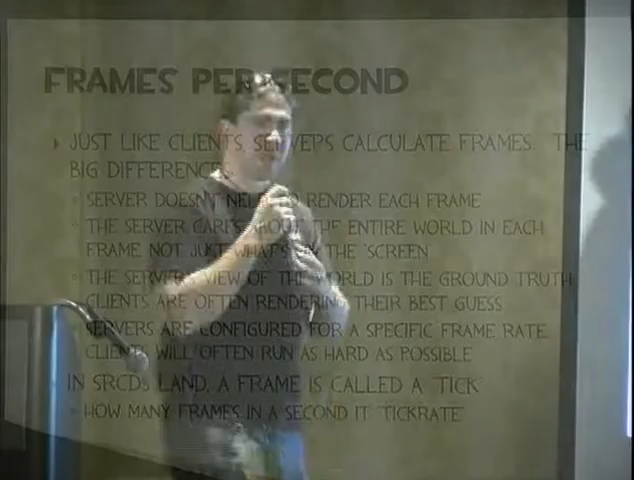 FRAMES PER SECOND
JUST LIKE CLIENTS, SERVERS CALCULATE FRAMES. THE
BIG DIFFERENCE
SERVER DOESN'T NEED TO RENDER EACH FRAME
THE SERVER CARES ABOUT THE ENTIRE WORLD IN EACH
FRAME NOT JUST WHAT'S ON THE 'SCREEN'
THE SERVER VIEW OF THE WORLD IS THE GROUND TRUTH
CLIENTS ARE OFTEN RENDERING THEIR BEST GUESS
SERVERS ARE CONFIGURED FOR A SPECIFIC FRAME RATE.
CLIENTS WILL OFTEN RUN AS HARD AS POSSIBLE
IN SRCDS LAND, A FRAME IS CALLED A 'TICK'
HOW MANY FRAMES IN A SECOND IT 'TICKRATE'